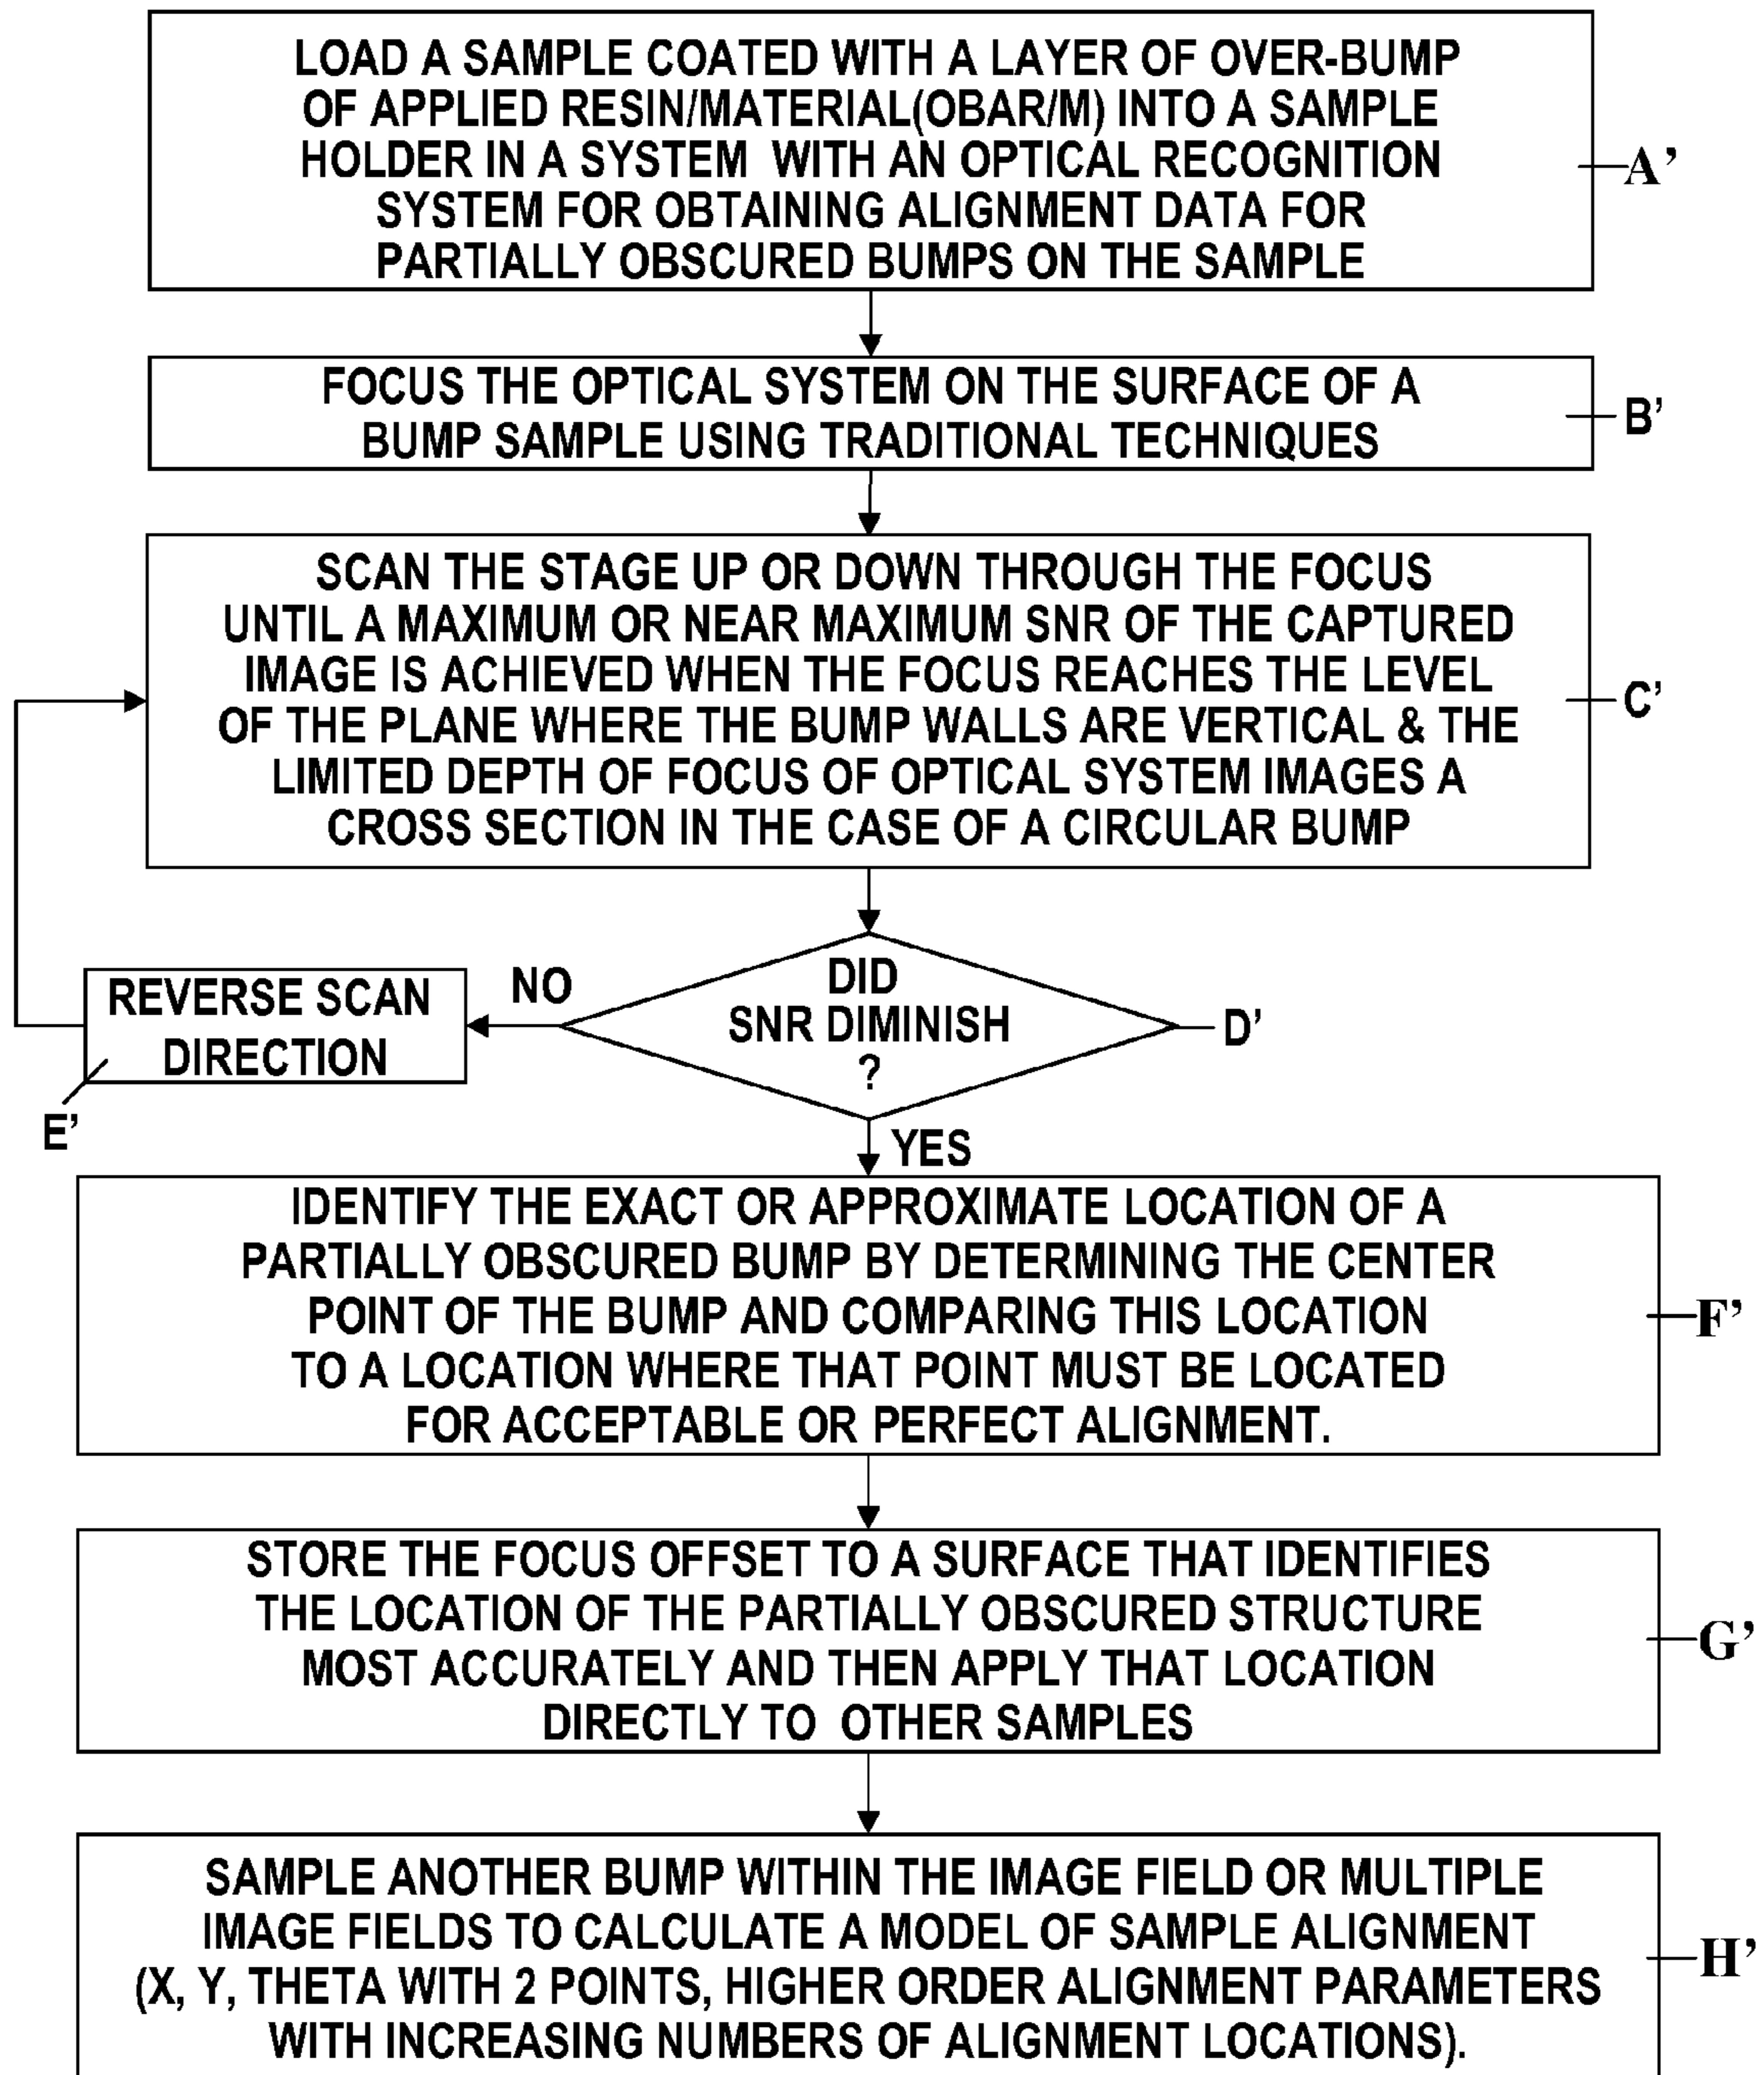 LOAD A SAMPLE COATED WITH A LAYER OF OVER-BUMP
OF APPLIED RESIN/MATERIAL(OBAR/M) INTO A SAMPLE
HOLDER IN A SYSTEM WITH AN OPTICAL RECOGNITION
SYSTEM FOR OBTAINING ALIGNMENT DATA FOR
PARTIALLY OBSCURED BUMPS ON THE SAMPLE
A’
FOCUS THE OPTICAL SYSTEM ON THE SURFACE OF A
BUMP SAMPLE USING TRADITIONAL TECHNIQUES
B’
SCAN THE STAGE UP OR DOWN THROUGH THE FOCUS
UNTIL A MAXIMUM OR NEAR MAXIMUM SNR OF THE CAPTURED
IMAGE IS ACHIEVED WHEN THE FOCUS REACHES THE LEVEL
OF THE PLANE WHERE THE BUMP WALLS ARE VERTICAL & THE
LIMITED DEPTH OF FOCUS OF OPTICAL SYSTEM IMAGES A
CROSS SECTION IN THE CASE OF A CIRCULAR BUMP
C’
DID
SNR DIMINISH
?
D’
NO
REVERSE SCAN
DIRECTION
E’
YES
IDENTIFY THE EXACT OR APPROXIMATE LOCATION OF A
PARTIALLY OBSCURED BUMP BY DETERMINING THE CENTER
POINT OF THE BUMP AND COMPARING THIS LOCATION
TO A LOCATION WHERE THAT POINT MUST BE LOCATED
FOR ACCEPTABLE OR PERFECT ALIGNMENT.
F’
STORE THE FOCUS OFFSET TO A SURFACE THAT IDENTIFIES
THE LOCATION OF THE PARTIALLY OBSCURED STRUCTURE
MOST ACCURATELY AND THEN APPLY THAT LOCATION
DIRECTLY TO OTHER SAMPLES
G’
SAMPLE ANOTHER BUMP WITHIN THE IMAGE FIELD OR MULTIPLE
IMAGE FIELDS TO CALCULATE A MODEL OF SAMPLE ALIGNMENT
(X, Y, THETA WITH 2 POINTS, HIGHER ORDER ALIGNMENT PARAMETERS
WITH INCREASING NUMBERS OF ALIGNMENT LOCATIONS).
H’